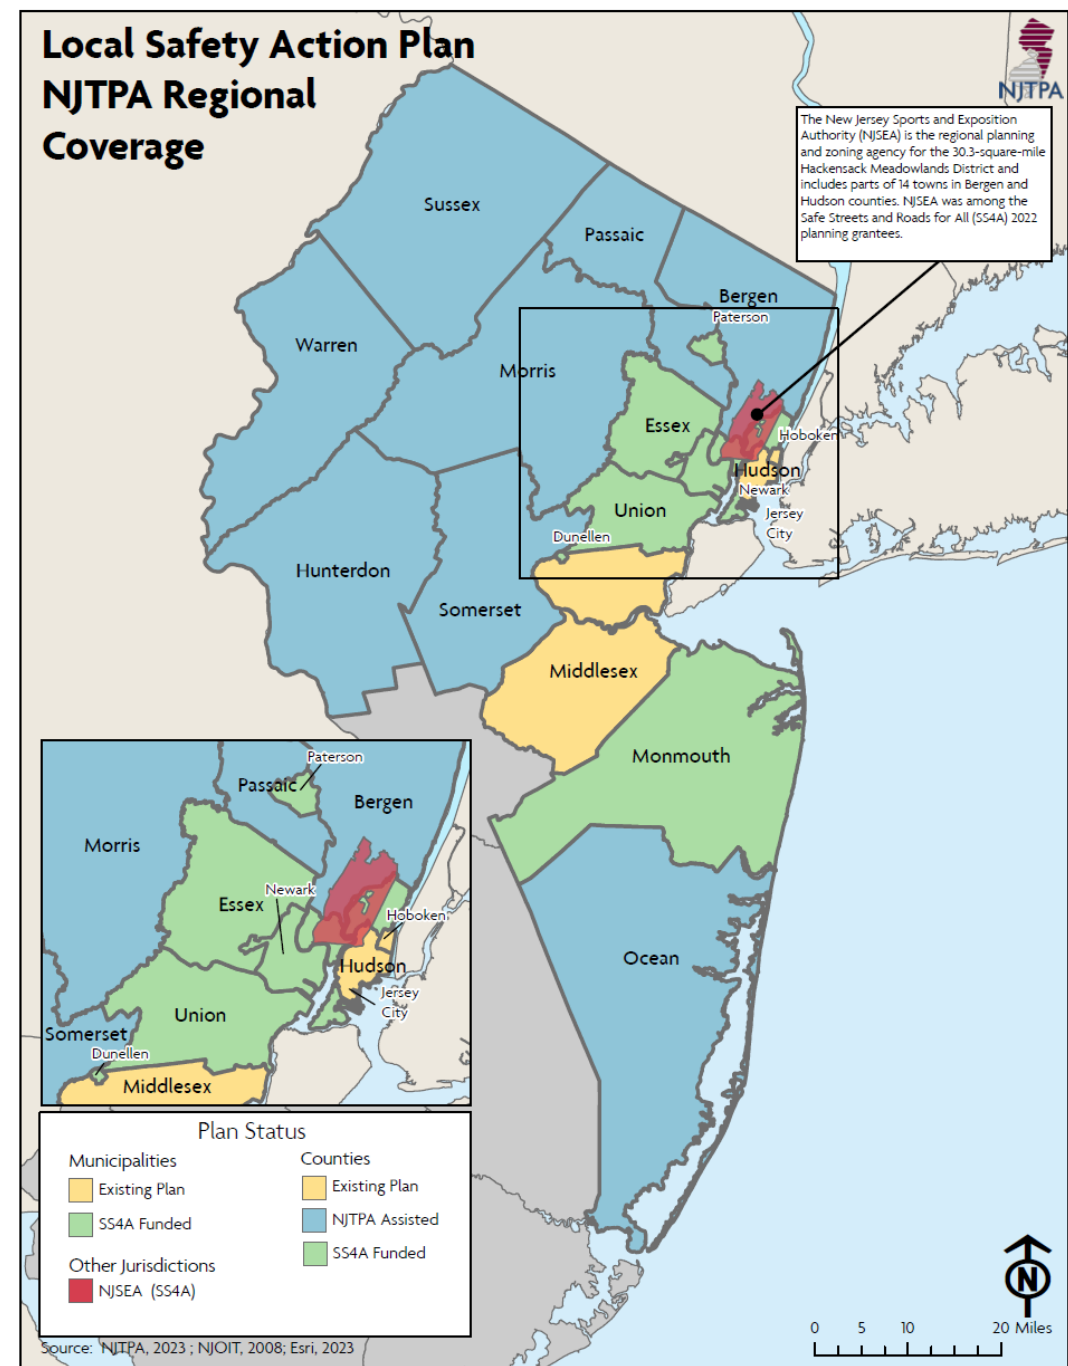 Local Safety Action Plan
NJTPA Regional
Coverage
NJTPA
The New Jersey Sports and Exposition
Authority (NJSEA) is the regional planning
and zoning agency for the 30.3-square-mile
Hackensack Meadowlands District and
includes parts of 14 towns in Bergen and
Hudson counties. NJSEA was among the
Safe Streets and Roads for All (SS4A) 2022
planning grantees.
Sussex
Passaic
Bergen
Paterson
Warren
Morris
Essex
Hoboken
Hudson
Newark
Union
Jersey
City
Dunellen
Hunterdon
Somerset
Middlesex
Monmouth
Ocean
Paterson
Passaic
Bergen
Morris
Newark
Essex
Hoboken
Hudson
Jersey
City
Union
Somerset
Dunellen
Middlesex
Plan Status
Municipalities
Existing Plan
SS4A Funded
Other Jurisdictions
NJSEA (SS4A)
Counties
Existing Plan
NJTPA Assisted
SS4A Funded
N
0 5 10 20 Miles
Source: NJTPA, 2023 ; NJOIT, 2008; Esri, 2023